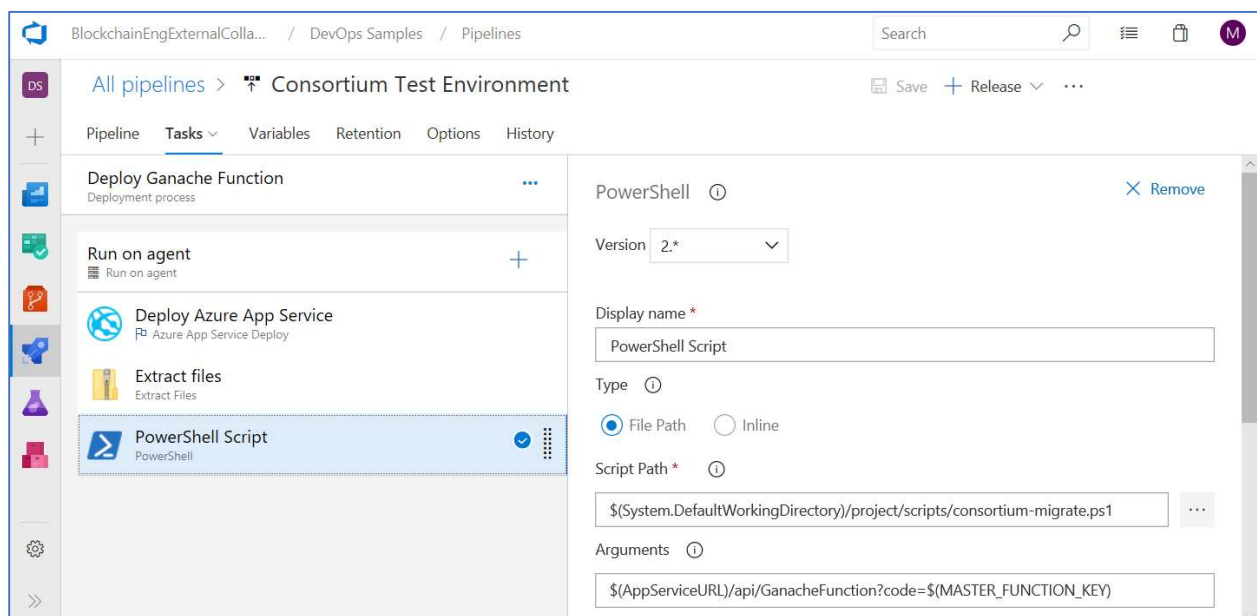 BlockchainEngExternalColla... / DevOps Samples / Pipelines
Search
M
DS
All pipelines > Consortium Test Environment
Save
Release
...
Pipeline Tasks Variables Retention Options History
Deploy Ganache Function
Deployment process
...
Run on agent
Run on agent
Deploy Azure App Service
Azure App Service Deploy
Extract files
Extract Files
PowerShell Script
PowerShell
PowerShell
Remove
Version 2.*
Display name *
PowerShell Script
Type
File Path Inline
Script Path *
$(System.DefaultWorkingDirectory)/project/scripts/consortium-migrate.ps1
...
Arguments
$(AppServiceURL)/api/GanacheFunction?code=$(MASTER_FUNCTION_KEY)